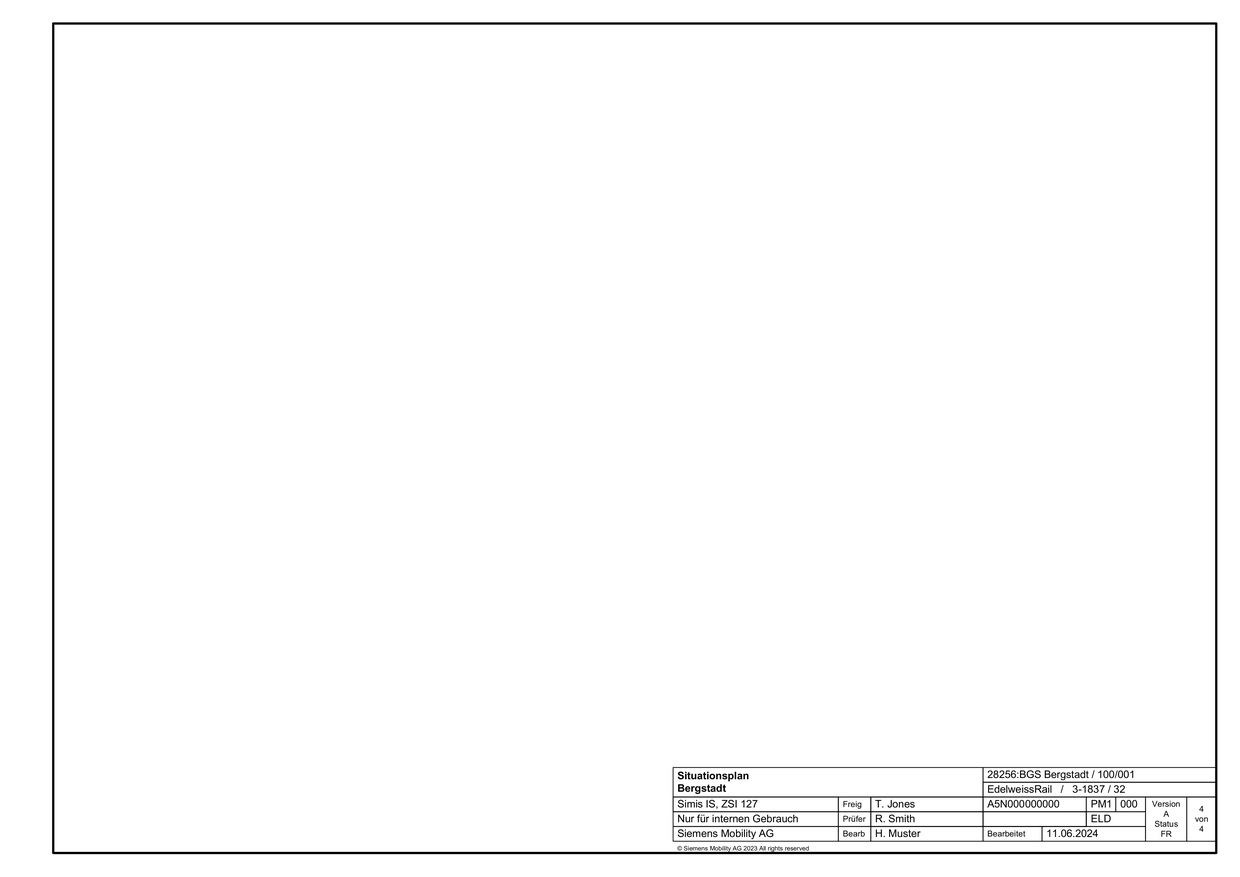 Situationsplan
Bergstadt
28256:BGS Bergstadt / 100/001
EdelweissRail / 3-1837 / 32
Simis IS, ZSI 127 Freig T. Jones A5N000000000 PM1 000
Nur für internen Gebrauch Prüfer R. Smith ELD
Siemens Mobility AG Bearb H. Muster Bearbeitet 11.06.2024
Version
A
Status
FR
4
von
4
© Siemens Mobility AG 2023 All rights reserved